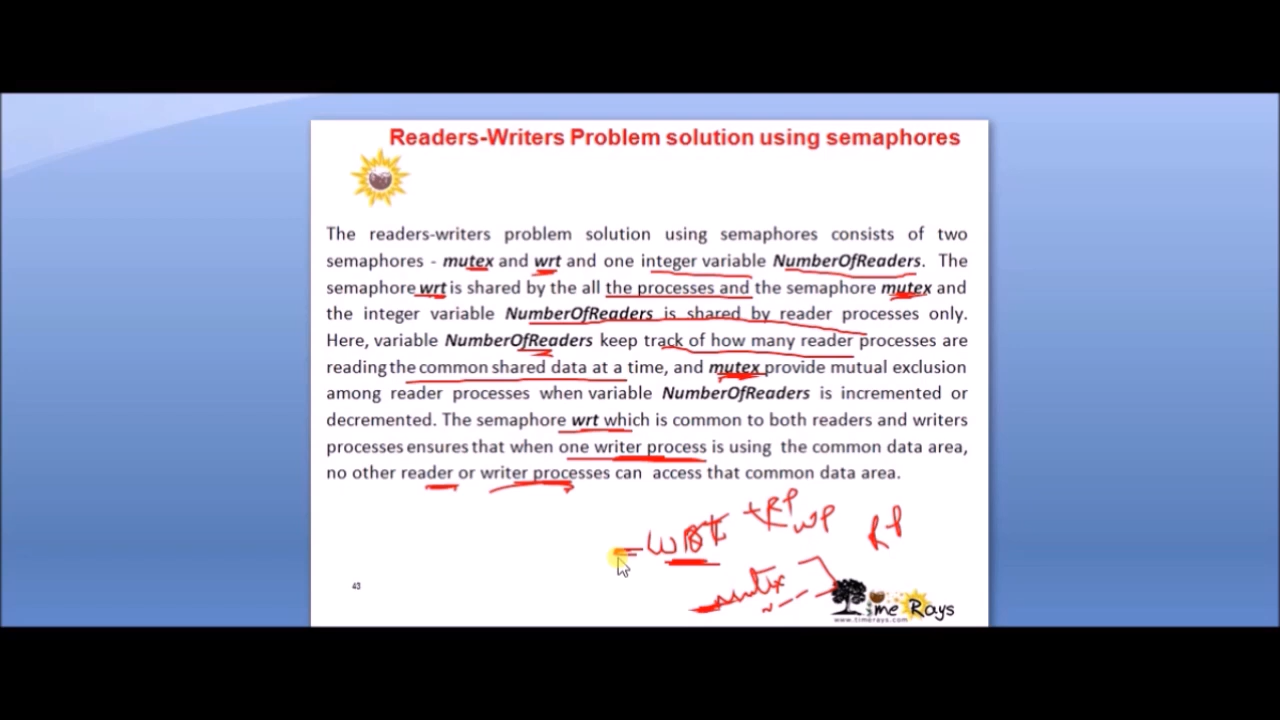 Readers-Writers Problem solution using semaphores
The readers-writers problem solution using semaphores consists of two
semaphores - mutex and wrt and one integer variable NumberOfReaders. The
semaphore wrt is shared by the all the processes and the semaphore mutex and
the integer variable NumberOfReaders is shared by reader processes only.
Here, variable NumberOfReaders keep track of how many reader processes are
reading the common shared data at a time, and mutex provide mutual exclusion
among reader processes when variable NumberOfReaders is incremented or
decremented. The semaphore wrt which is common to both readers and writers
processes ensures that when one writer process is using the common data area,
no other reader or writer processes can access that common data area.
RP
WP
RP
mutex
43
Time Rays
www.timerays.com